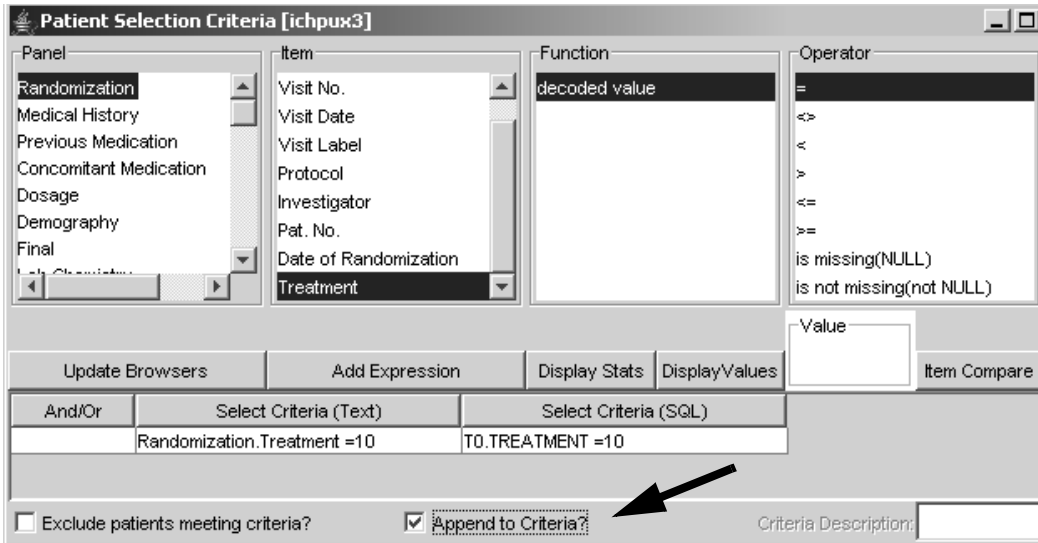 Patient Selection Criteria [ichpux3]
Panel
Item
Function
Operator
Randomization
Medical History
Previous Medication
Concomitant Medication
Dosage
Demography
Final
Lab Chemistry
Visit No.
Visit Date
Visit Label
Protocol
Investigator
Pat. No.
Date of Randomization
Treatment
decoded value
=
<>
<
>
<=
>=
is missing(NULL)
is not missing(not NULL)
Value
Update Browsers
Add Expression
Display Stats
DisplayValues
Item Compare
And/Or
Select Criteria (Text)
Select Criteria (SQL)
Randomization.Treatment =10
T0.TREATMENT =10
Exclude patients meeting criteria?
Append to Criteria?
Criteria Description: